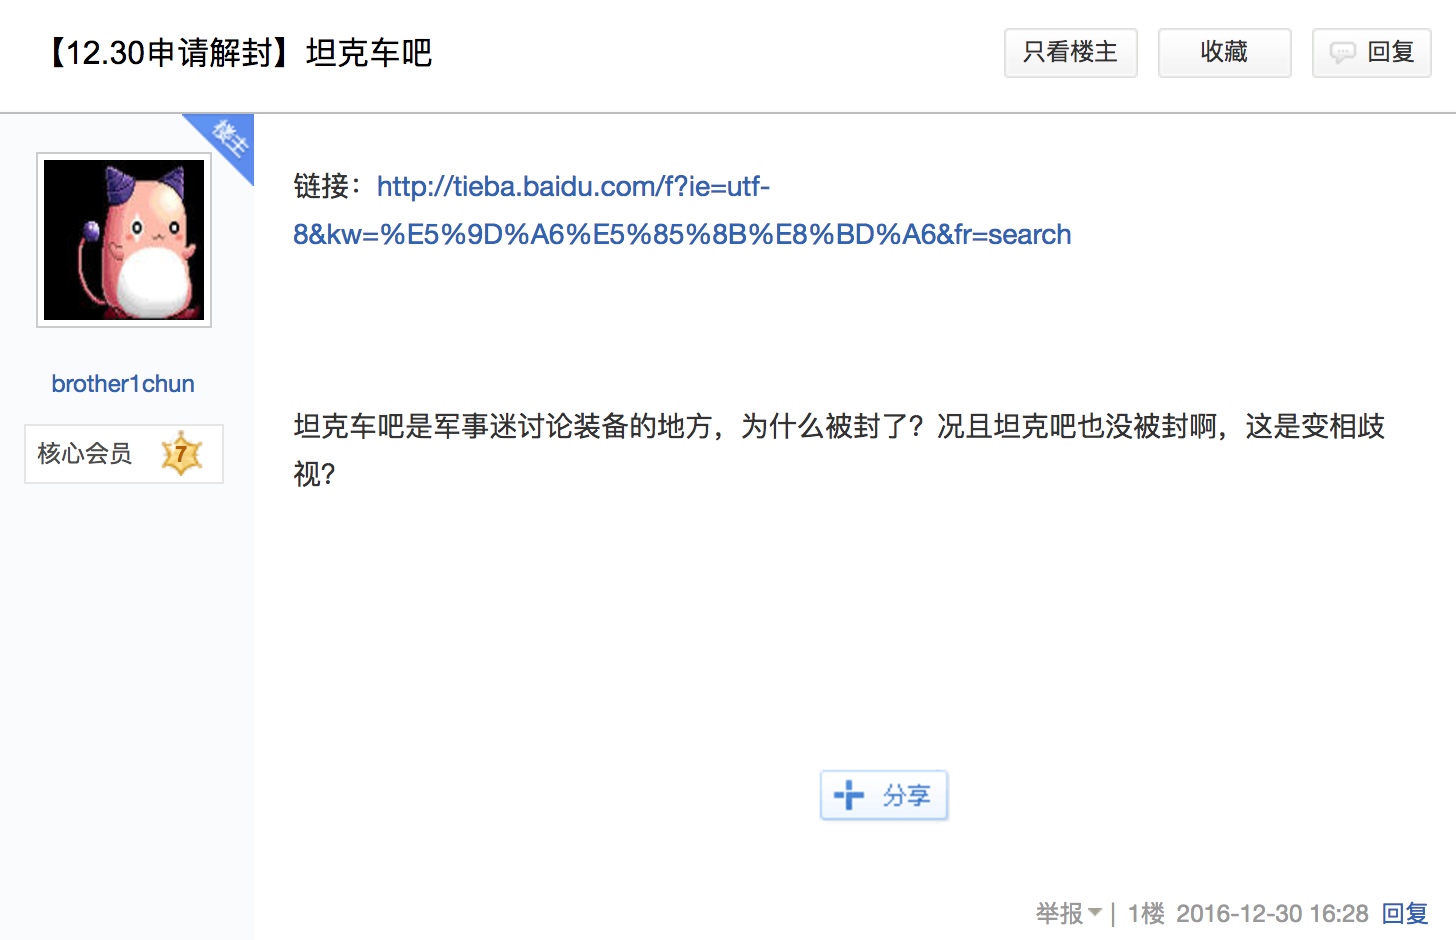 【12.30申请解封】坦克车吧
只看楼主
收藏
回复
楼主
brother1chun
核心会员 7
链接：http://tieba.baidu.com/f?ie=utf-
8&kw=%E5%9D%A6%E5%85%8B%E8%BD%A6&fr=search
坦克车吧是军事迷讨论装备的地方，为什么被封了？况且坦克吧也没被封啊，这是变相歧
视？
分享
举报 | 1楼 2016-12-30 16:28 回复